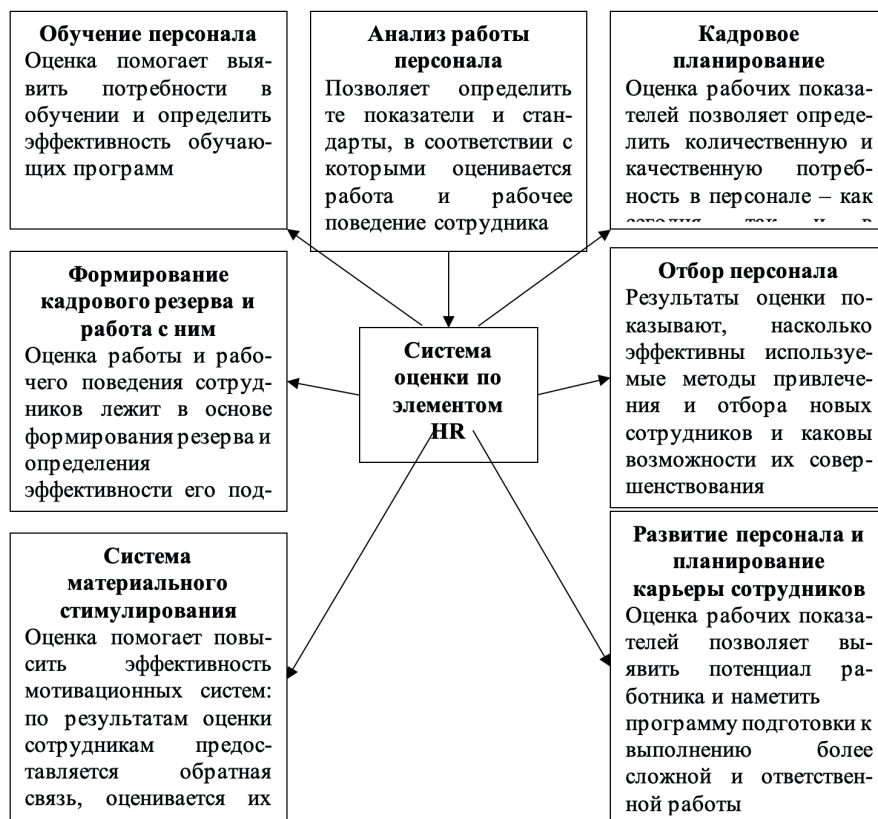 Обучение персонала
Оценка помогает выя-
вить потребности в
обучении и определить
эффективность обучаю-
щих программ
Анализ работы
персонала
Позволяет определить
те показатели и стан-
дарты, в соответствии с
которыми оценивается
работа и рабочее
поведение сотрудника
Кадровое
планирование
Оценка рабочих показа-
телей позволяет опреде-
лить количественную и
качественную потреб-
ность в персонале – как
сегодня, так и в
Формирование
кадрового резерва и
работа с ним
Оценка работы и рабо-
чего поведения сотруд-
ников лежит в основе
формирования резерва и
определения
эффективности его под-
Система
оценки по
элементом
HR
Отбор персонала
Результаты оценки по-
казывают, насколько
эффективны используе-
мые методы привлече-
ния и отбора новых
сотрудников и каковы
возможности их совер-
шенствования
Система
материального
стимулирования
Оценка помогает повы-
сить эффективность
мотивационных систем:
по результатам оценки
сотрудникам предос-
тавляется обратная
связь, оценивается их
Развитие персонала и
планирование
карьеры сотрудников
Оценка рабочих показа-
телей позволяет вы-
явить потенциал ра-
ботника и наметить
программу подготовки к
выполнению более
сложной и ответствен-
ной работы